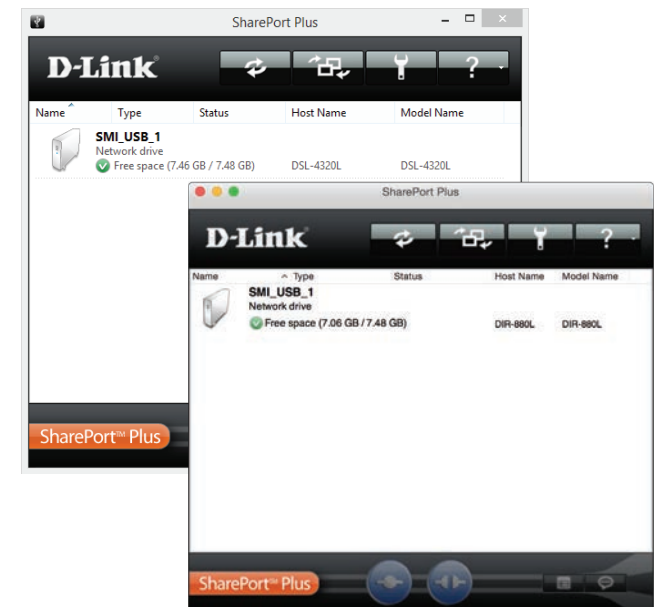 SharePort Plus
D-Link
?
Name Type Status Host Name Model Name
SMI_USB_1
Network drive
Free space (7.46 GB / 7.48 GB) DSL-4320L DSL-4320L
SharePort™ Plus
SharePort Plus
D-Link
?
Name Type Status Host Name Model Name
SMI_USB_1
Network drive
Free space (7.06 GB / 7.48 GB) DIR-880L DIR-880L
SharePort™ Plus